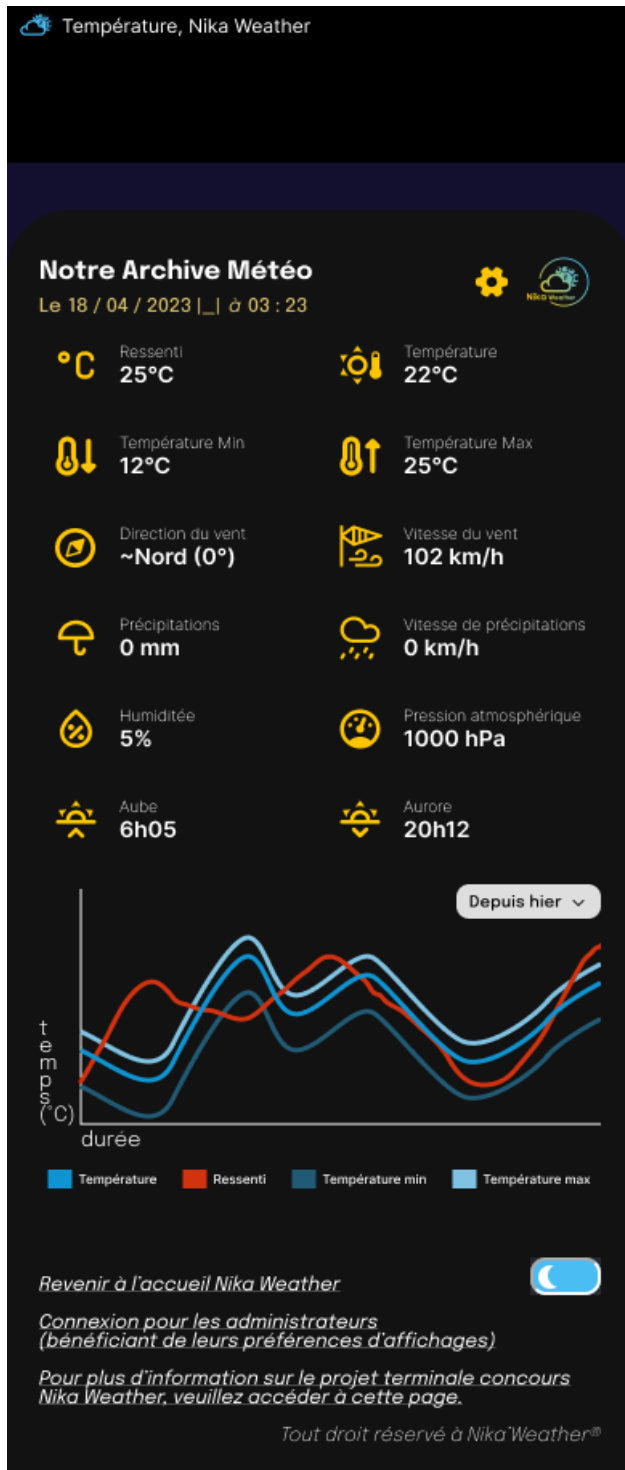 Température, Nika Weather
Notre Archive Météo
Le 18 / 04 / 2023 |_| à 03 : 23
Nika Weather
°C
Ressenti
25°C
Température
22°C
Température Min
12°C
Température Max
25°C
Direction du vent
~Nord (0°)
Vitesse du vent
102 km/h
Précipitations
0 mm
Vitesse de précipitations
0 km/h
Humiditée
5%
Pression atmosphérique
1000 hPa
Aube
6h05
Aurore
20h12
Depuis hier
temps
(°C)
durée
Température
Ressenti
Température min
Température max
Revenir à l'accueil Nika Weather
Connexion pour les administrateurs
(bénéficiant de leurs préférences d'affichages)
Pour plus d'information sur le projet terminale concours
Nika Weather, veuillez accéder à cette page.
Tout droit réservé à Nika Weather